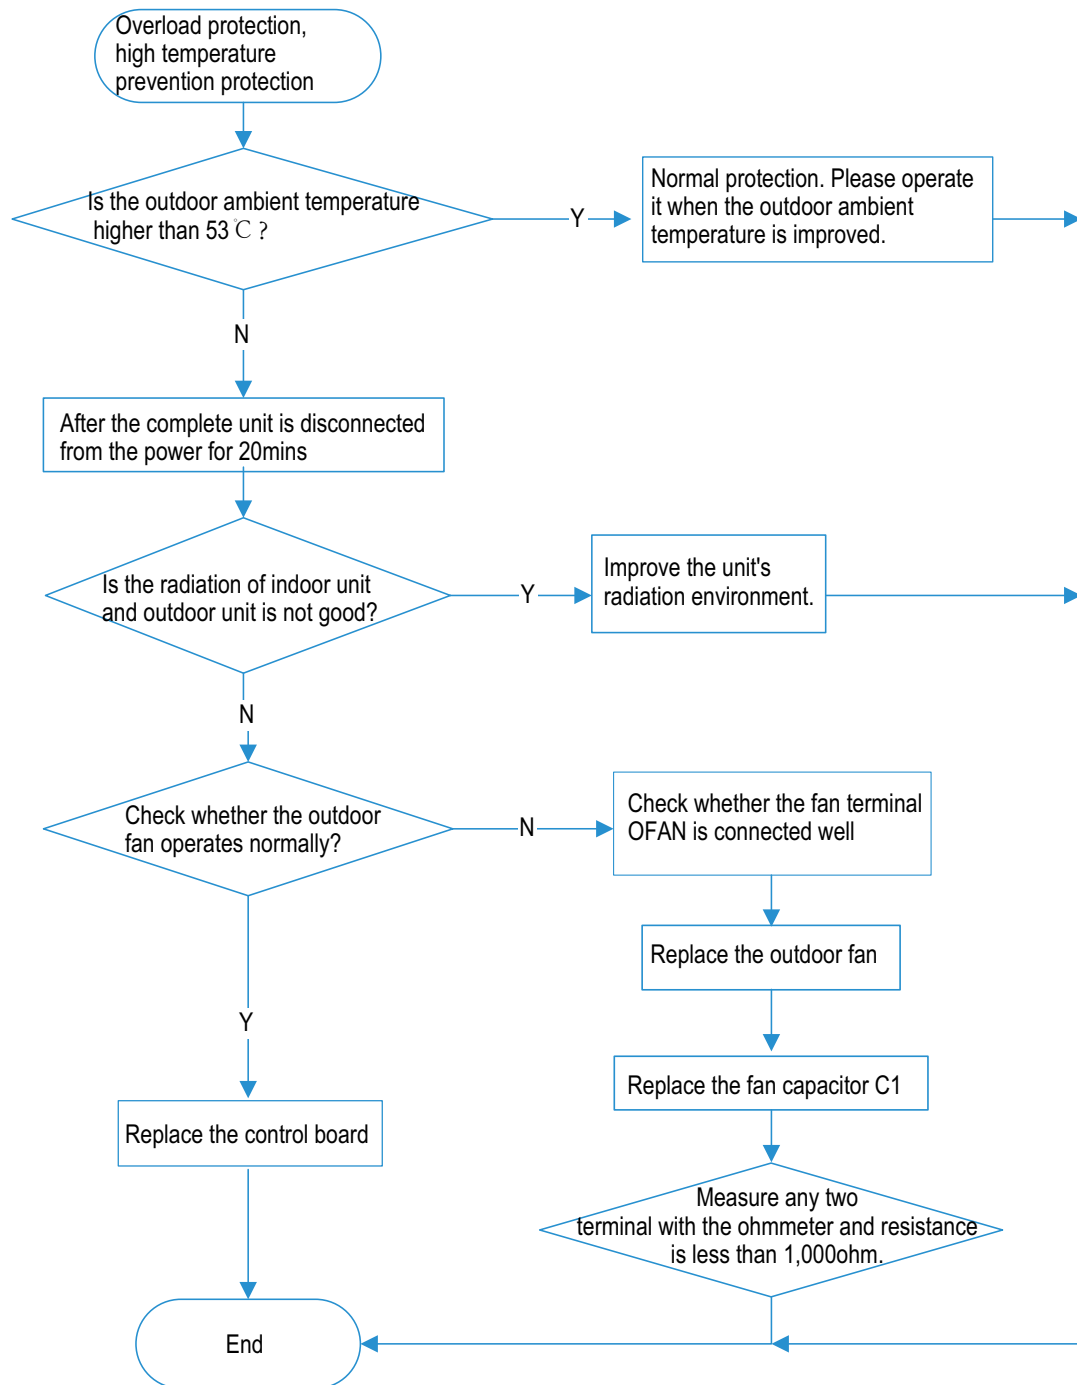 Overload protection,
high temperature
prevention protection
Is the outdoor ambient temperature
higher than 53℃ ?
Y
Normal protection. Please operate
it when the outdoor ambient
temperature is improved.
N
After the complete unit is disconnected
from the power for 20mins
Is the radiation of indoor unit
and outdoor unit is not good?
Y
Improve the unit's
radiation environment.
N
Check whether the outdoor
fan operates normally?
N
Check whether the fan terminal
OFAN is connected well
Replace the outdoor fan
Y
Replace the fan capacitor C1
Replace the control board
Measure any two
terminal with the ohmmeter and resistance
is less than 1,000ohm.
End